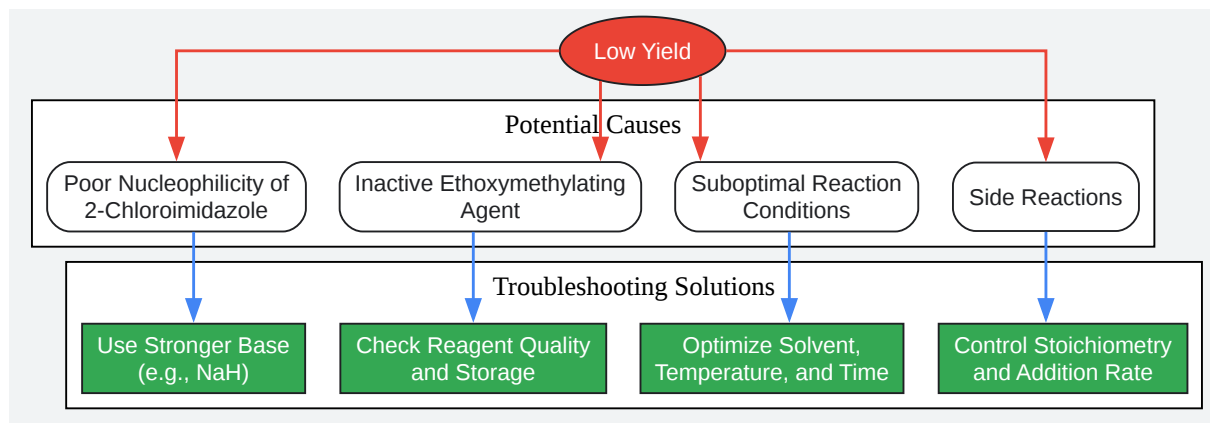 Low Yield
Potential Causes
Poor Nucleophilicity of
2-Chloroimidazole
Inactive Ethoxymethylating
Agent
Suboptimal Reaction
Conditions
Side Reactions
Troubleshooting Solutions
Use Stronger Base
(e.g., NaH)
Check Reagent Quality
and Storage
Optimize Solvent,
Temperature, and Time
Control Stoichiometry
and Addition Rate